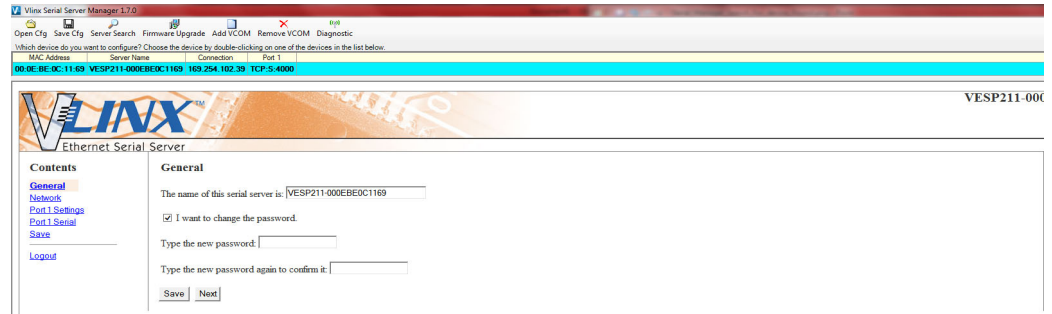 Vlinx Serial Server Manager 1.7.0
Open Cfg Save Cfg Server Search Firmware Upgrade Add VCOM Remove VCOM Diagnostic
Which device do you want to configure? Choose the device by double-clicking on one of the devices in the list below.
MAC Address Server Name Connection Port 1
00:0E:BE:0C:11:69 VESP211-000EBE0C1169 169.254.102.39 TCP:S:4000
VESP211-000
VLINX TM
Ethernet Serial Server
Contents
General
Network
Port 1 Settings
Port 1 Serial
Save
Logout
General
The name of this serial server is: VESP211-000EBE0C1169
I want to change the password.
Type the new password:
Type the new password again to confirm it:
Save Next